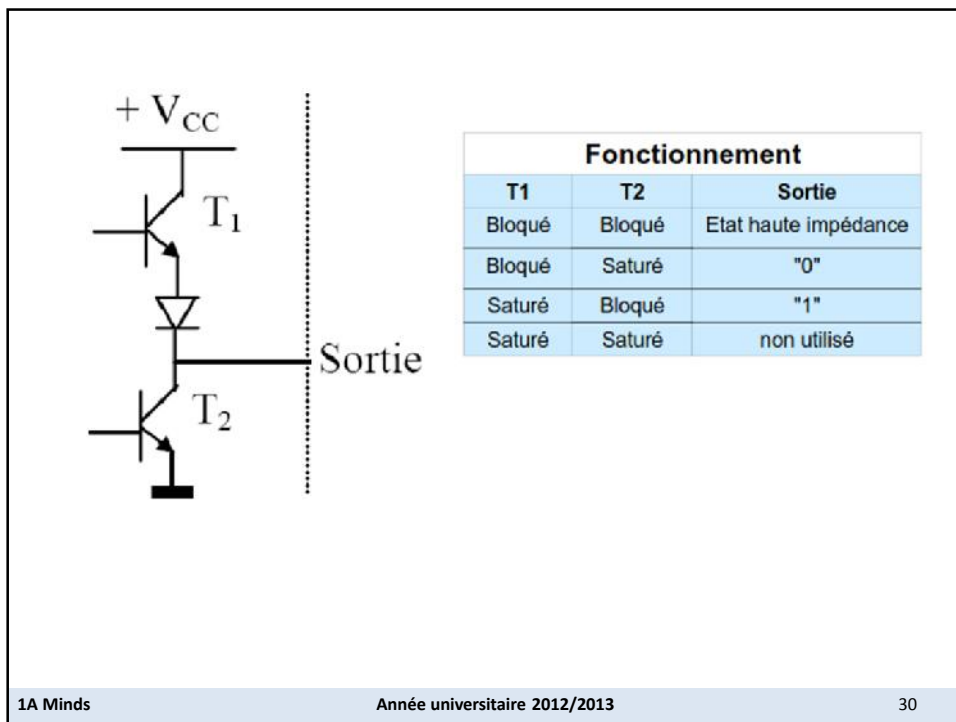 + VCC
T1
Sortie
T2
Fonctionnement
T1 T2 Sortie
Bloqué Bloqué Etat haute impédance
Bloqué Saturé "0"
Saturé Bloqué "1"
Saturé Saturé non utilisé
1A Minds Année universitaire 2012/2013 30